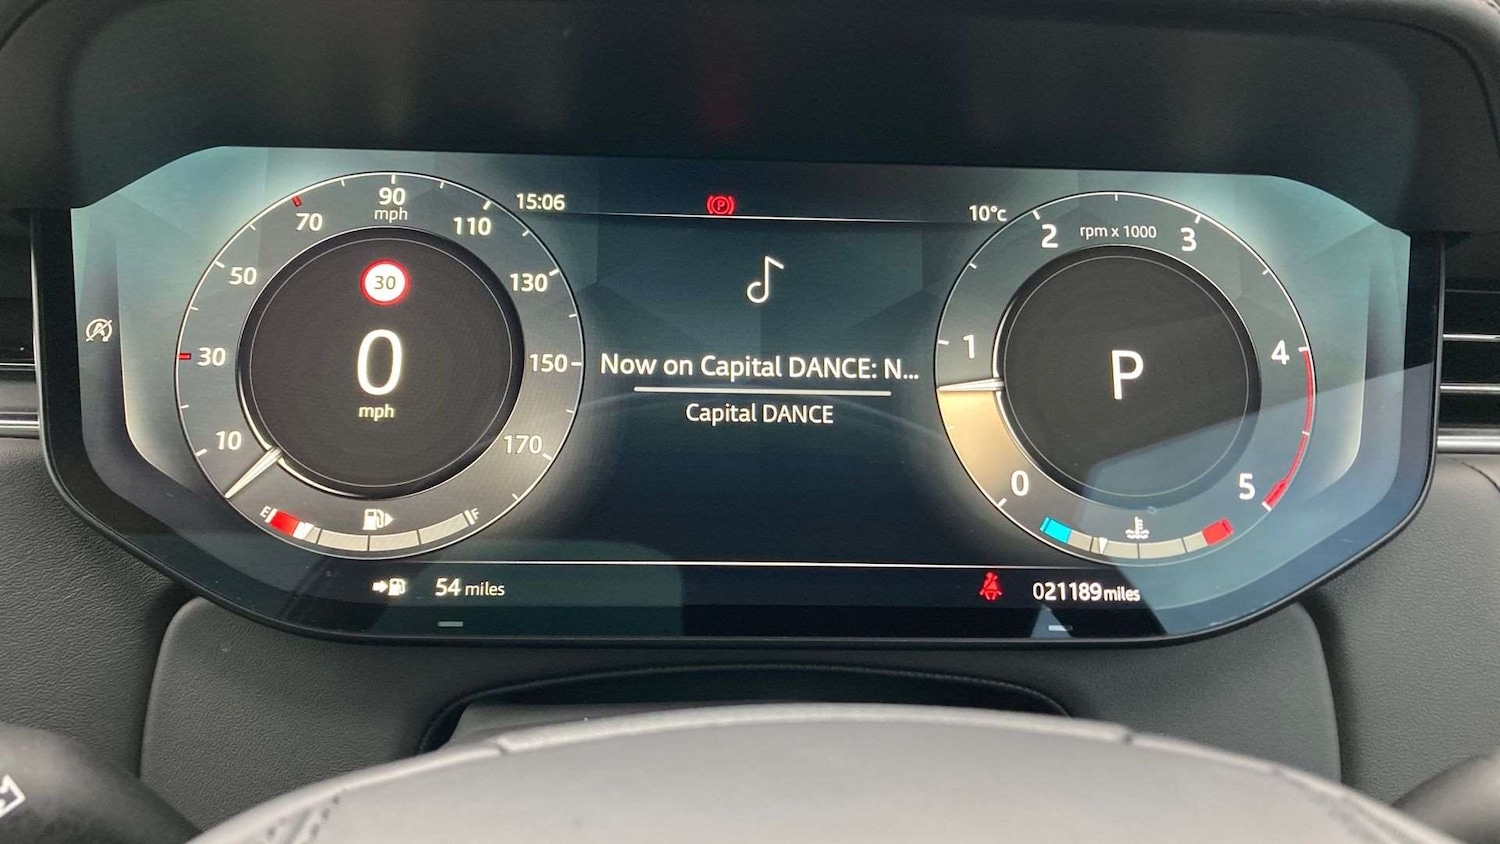 90
mph
70
110
50
130
30
30
150
0
mph
10
170
E
F
54 miles
15:06
P
10°c
Now on Capital DANCE: N...
Capital DANCE
2
rpm x 1000
3
1
4
P
0
5
021189 miles